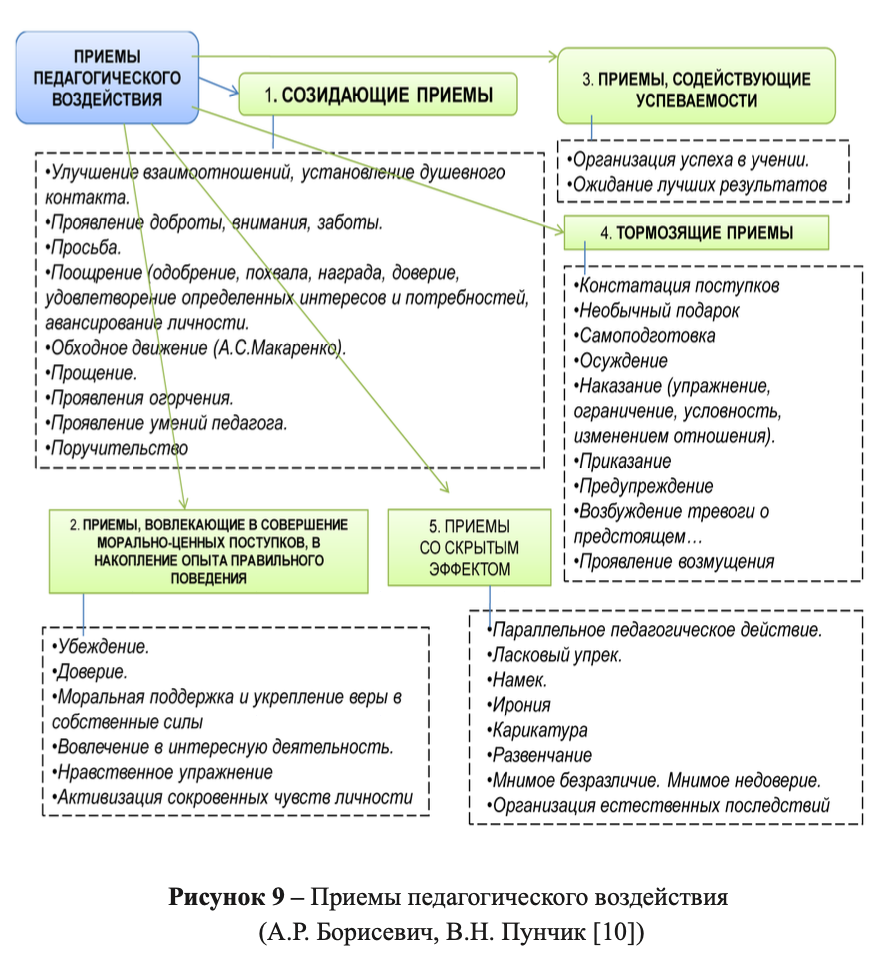 ПРИЕМЫ
ПЕДАГОГИЧЕСКОГО
ВОЗДЕЙСТВИЯ
1. СОЗИДАЮЩИЕ ПРИЕМЫ
•Улучшение взаимоотношений, установление душевного
контакта.
•Проявление доброты, внимания, заботы.
•Просьба.
•Поощрение (одобрение, похвала, награда, доверие,
удовлетворение определенных интересов и потребностей,
авансирование личности.
•Обходное движение (А.С.Макаренко).
•Прощение.
•Проявления огорчения.
•Проявление умений педагога.
•Поручительство
2. ПРИЕМЫ, ВОВЛЕКАЮЩИЕ В СОВЕРШЕНИЕ
МОРАЛЬНО-ЦЕННЫХ ПОСТУПКОВ, В
НАКОПЛЕНИЕ ОПЫТА ПРАВИЛЬНОГО
ПОВЕДЕНИЯ
•Убеждение.
•Доверие.
•Моральная поддержка и укрепление веры в
собственные силы
•Вовлечение в интересную деятельность.
•Нравственное упражнение
•Активизация сокровенных чувств личности
3. ПРИЕМЫ, СОДЕЙСТВУЮЩИЕ
УСПЕВАЕМОСТИ
•Организация успеха в учении.
•Ожидание лучших результатов
4. ТОРМОЗЯЩИЕ ПРИЕМЫ
•Констатация поступков
•Необычный подарок
•Самоподготовка
•Осуждение
•Наказание (упражнение,
ограничение, условность,
изменением отношения).
•Приказание
•Предупреждение
•Возбуждение тревоги о
предстоящем…
•Проявление возмущения
5. ПРИЕМЫ
СО СКРЫТЫМ
ЭФФЕКТОМ
•Параллельное педагогическое действие.
•Ласковый упрек.
•Намек.
•Ирония
•Карикатура
•Развенчание
•Мнимое безразличие. Мнимое недоверие.
•Организация естественных последствий
Рисунок 9 – Приемы педагогического воздействия
(А.Р. Борисевич, В.Н. Пунчик [10])